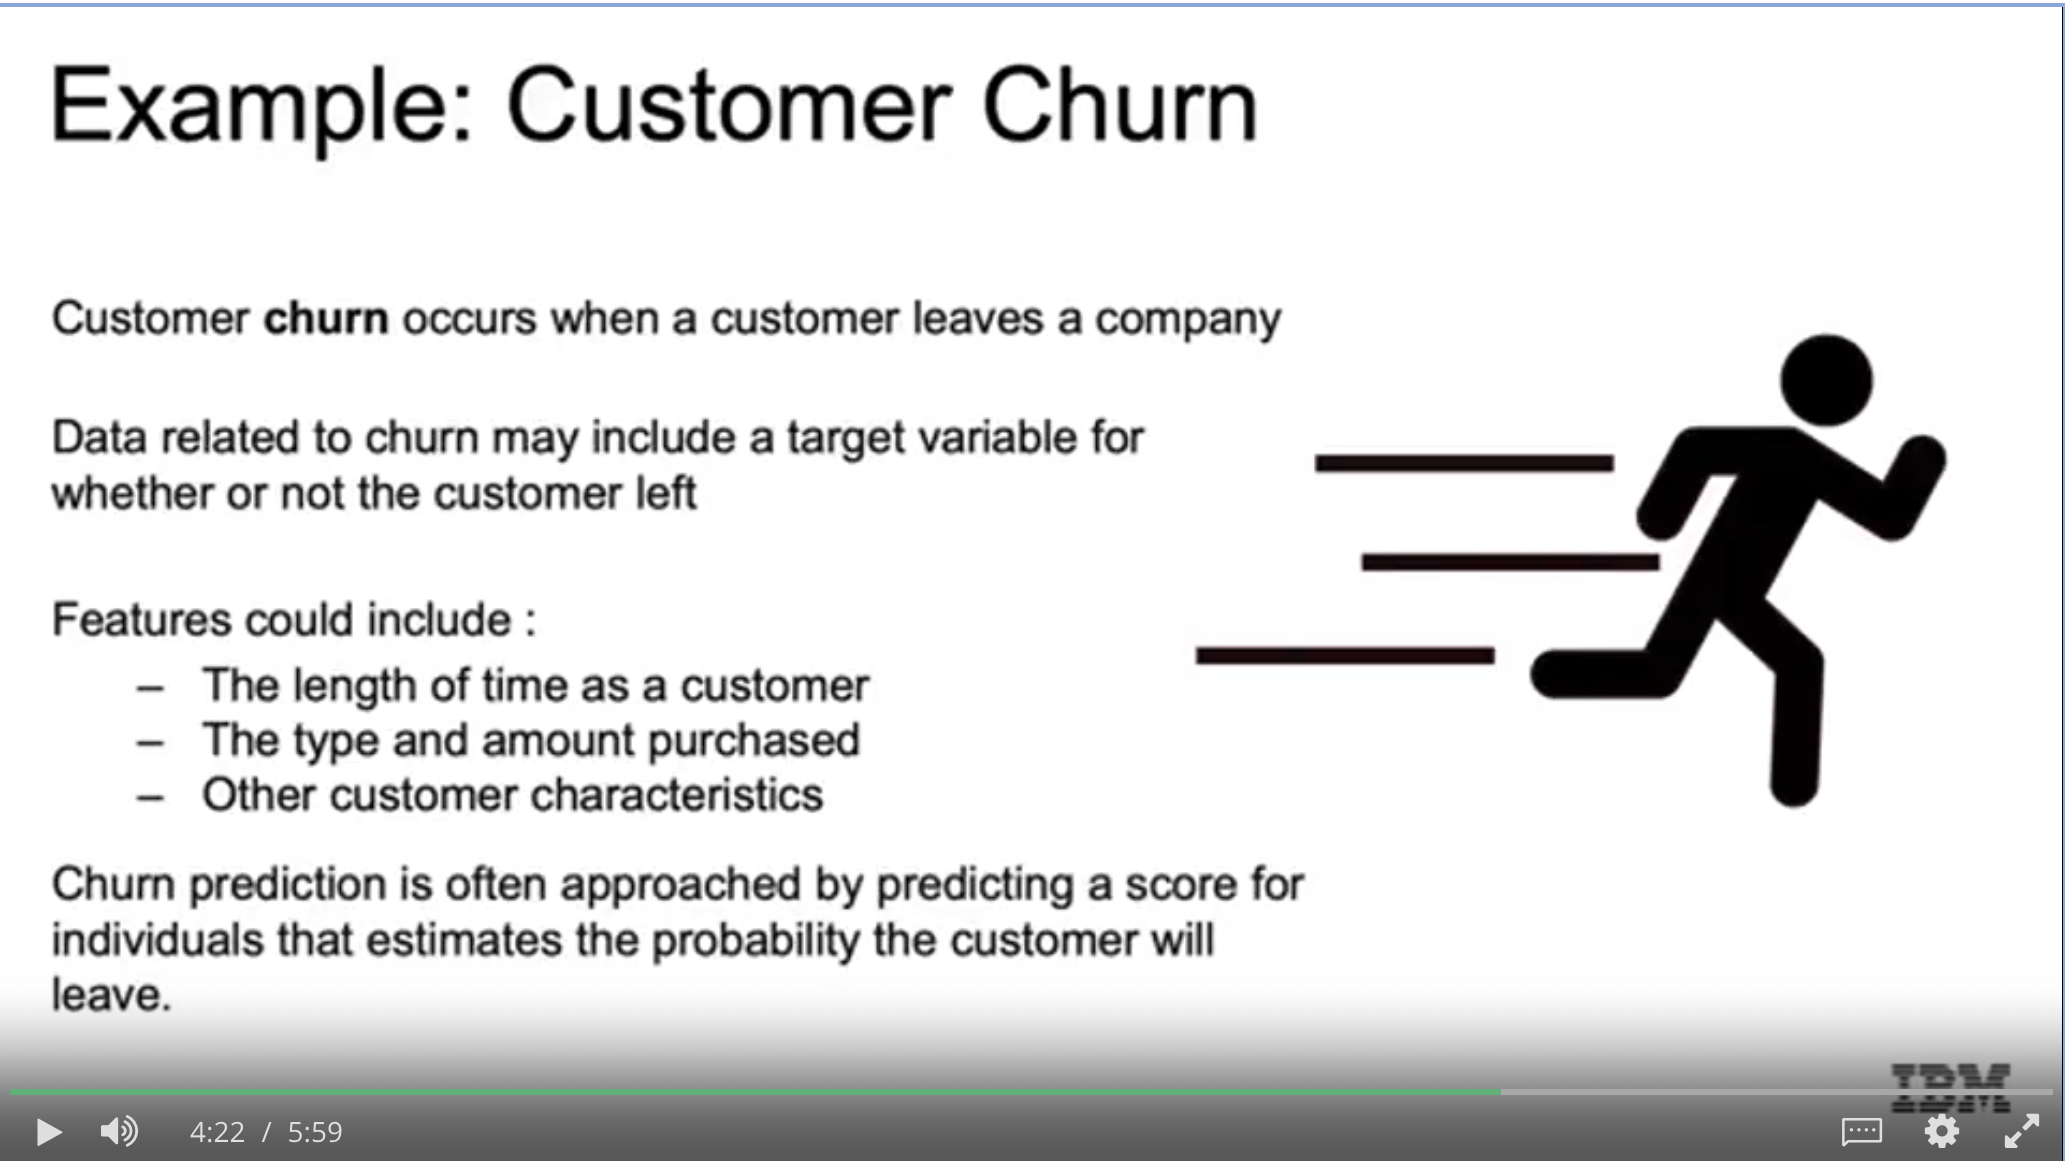 Example: Customer Churn
Customer churn occurs when a customer leaves a company
Data related to churn may include a target variable for
whether or not the customer left
Features could include :
– The length of time as a customer
– The type and amount purchased
– Other customer characteristics
Churn prediction is often approached by predicting a score for
individuals that estimates the probability the customer will
leave.
IBM
4:22 / 5:59